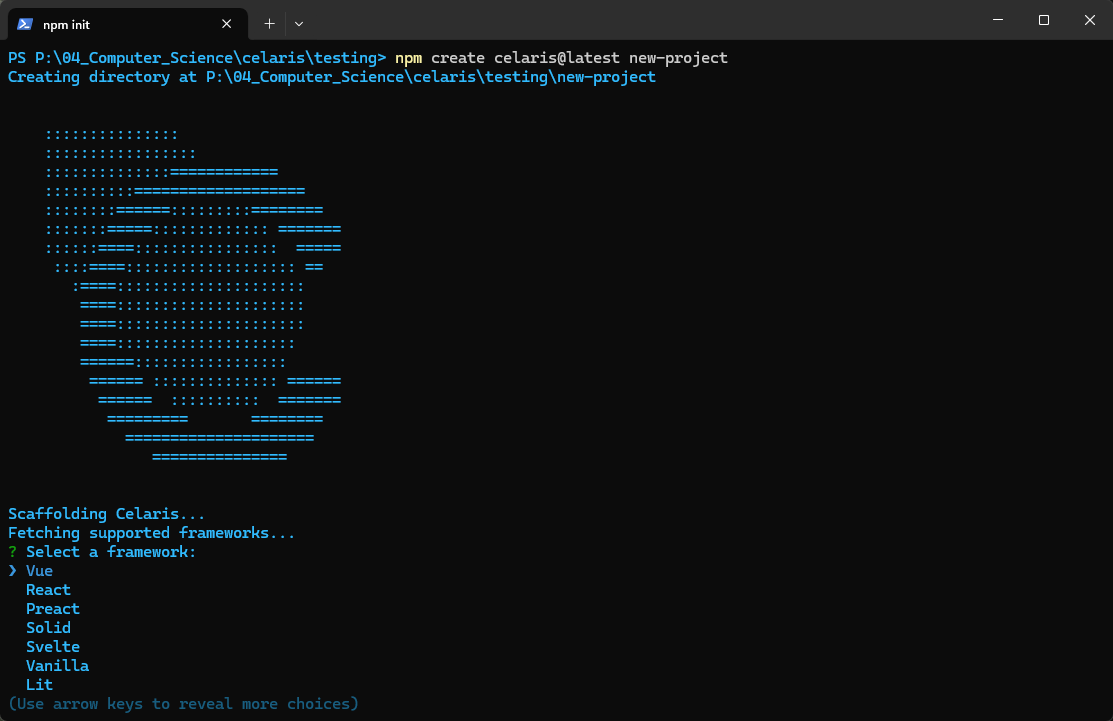 npm init
PS P:\04_Computer_Science\celaris\testing> npm create celaris@latest new-project
Creating directory at P:\04_Computer_Science\celaris\testing\new-project
:::::::::::::::
:::::::::::::::::
::::::::::::::============
::::::::::===================
::::::::======:::::::::========
:::::::=====::::::::::::: =======
::::::====::::::::::::::::  =====
::::====::::::::::::::::::: ==
:====:::::::::::::::::::::
====:::::::::::::::::::::
====:::::::::::::::::::::
====::::::::::::::::::::
======:::::::::::::::::
====== :::::::::::::: ======
======  ::::::::::  =======
=========       ========
=====================
===============
Scaffolding Celaris...
Fetching supported frameworks...
? Select a framework:
❯ Vue
React
Preact
Solid
Svelte
Vanilla
Lit
(Use arrow keys to reveal more choices)